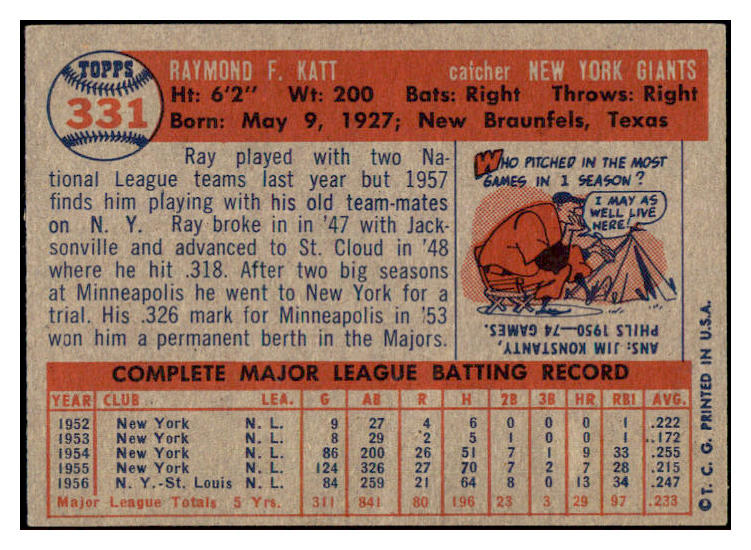 TOPPS
331
RAYMOND F. KATT catcher NEW YORK GIANTS
Ht: 6'2" Wt: 200 Bats: Right Throws: Right
Born: May 9, 1927; New Braunfels, Texas
Ray played with two Na-
tional League teams last year but 1957
finds him playing with his old team-mates
on N. Y. Ray broke in in '47 with Jack-
sonville and advanced to St. Cloud in '48
where he hit .318. After two big seasons
at Minneapolis he went to New York for a
trial. His .326 mark for Minneapolis in '53
won him a permanent berth in the Majors.
WHO PITCHED IN THE MOST
GAMES IN 1 SEASON?
I MAY AS
WELL LIVE
HERE!
ANS: JIM KONSTANTY,
PHILS 1950—74 GAMES.
COMPLETE MAJOR LEAGUE BATTING RECORD
YEAR CLUB LEA. G AB R H 2B 3B HR RBI AVG.
1952 New York N. L. 9 27 4 6 0 0 0 1 .222
1953 New York N. L. 8 29 2 5 1 0 0 1 .172
1954 New York N. L. 86 200 26 51 7 1 9 33 .255
1955 New York N. L. 124 326 27 70 7 2 7 28 .215
1956 N. Y.-St. Louis N. L. 84 259 21 64 8 0 13 34 .247
Major League Totals 5 Yrs. 311 841 80 196 23 3 29 97 .233
© T. C. G. PRINTED IN U.S.A.